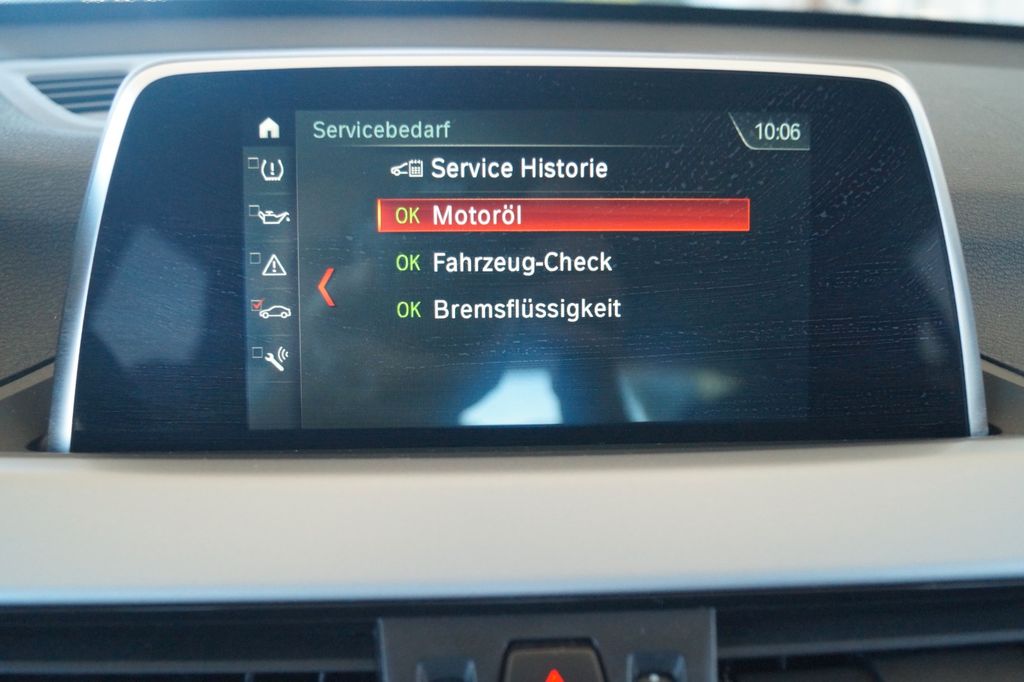 Servicebedarf
10:06
Service Historie
OK Motoröl
OK Fahrzeug-Check
OK Bremsflüssigkeit